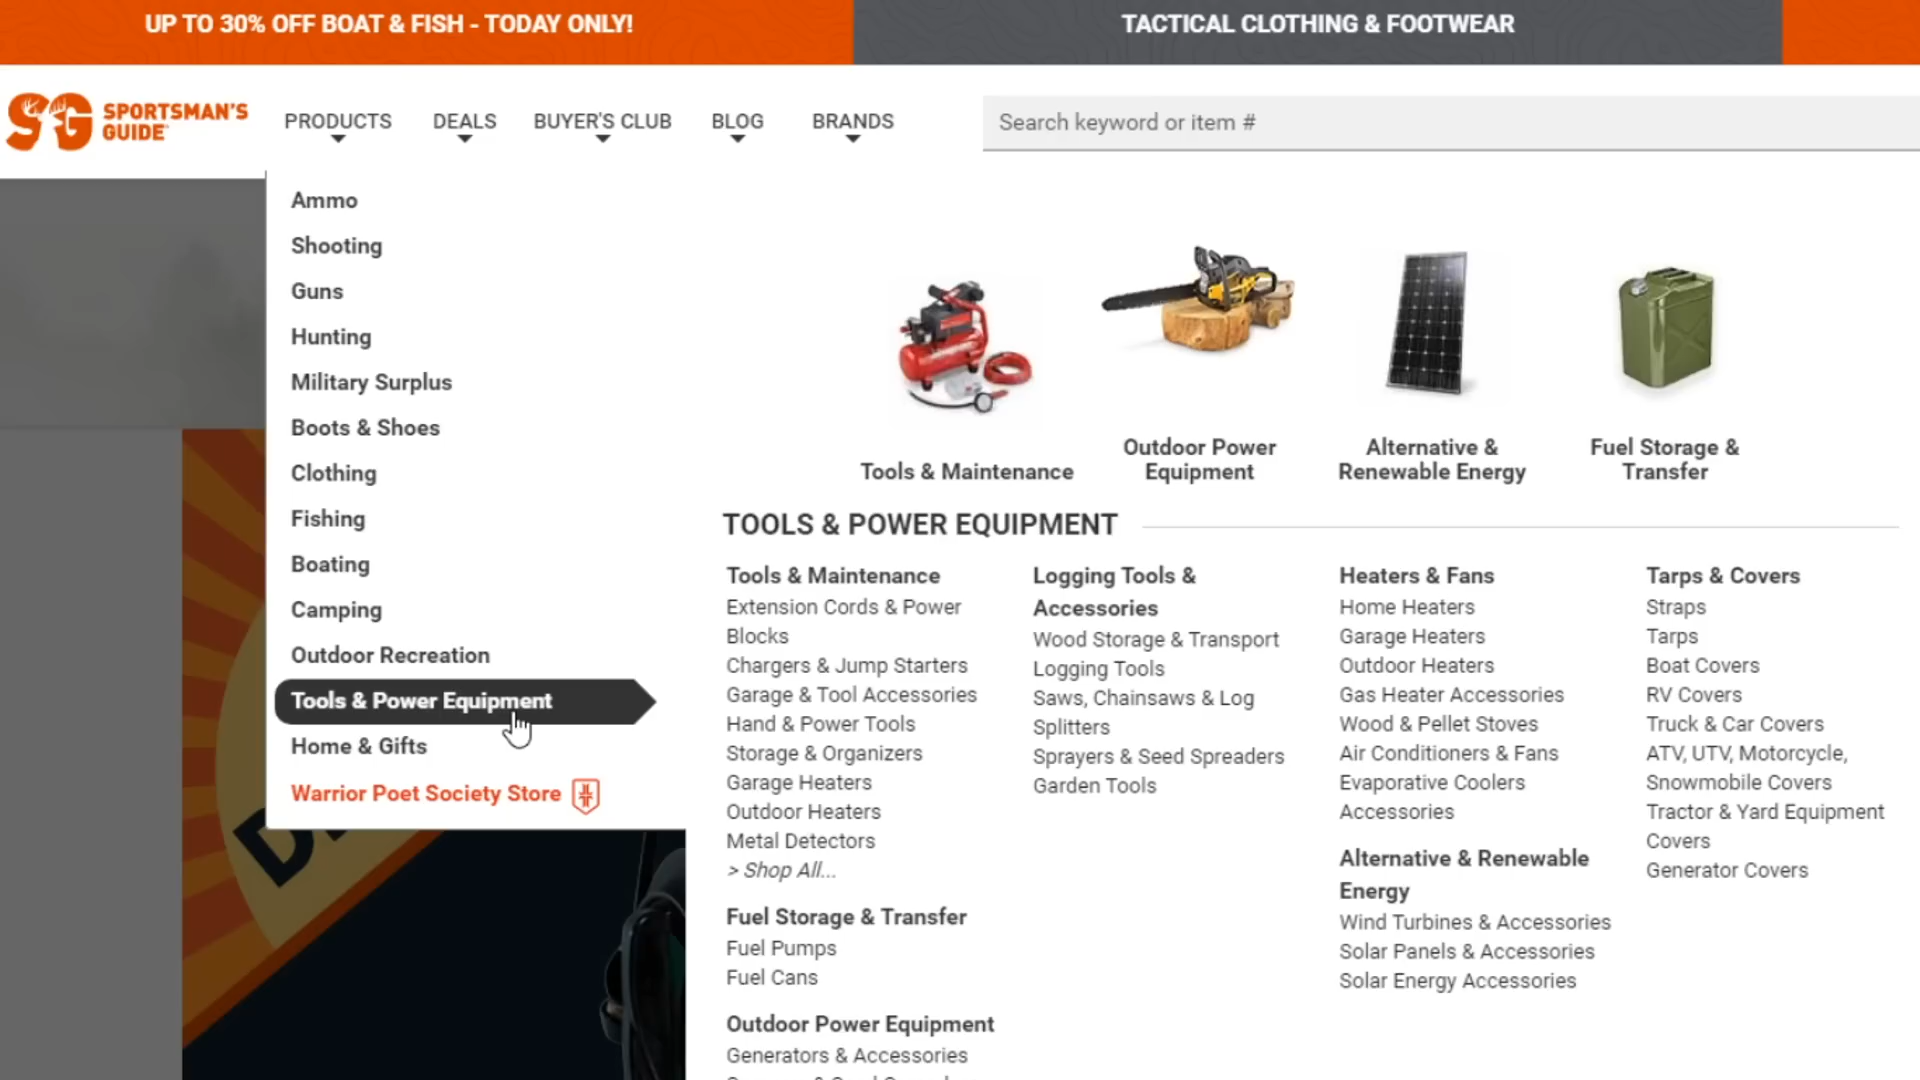 UP TO 30% OFF BOAT & FISH - TODAY ONLY!
TACTICAL CLOTHING & FOOTWEAR
SG
SPORTSMAN'S
GUIDE
PRODUCTS
DEALS
BUYER'S CLUB
BLOG
BRANDS
Search keyword or item #
Ammo
Shooting
Guns
Hunting
Military Surplus
Boots & Shoes
Clothing
Fishing
Boating
Camping
Outdoor Recreation
Tools & Power Equipment
Home & Gifts
Warrior Poet Society Store
Tools & Maintenance
Outdoor Power
Equipment
Alternative &
Renewable Energy
Fuel Storage &
Transfer
TOOLS & POWER EQUIPMENT
Tools & Maintenance
Extension Cords & Power
Blocks
Chargers & Jump Starters
Garage & Tool Accessories
Hand & Power Tools
Storage & Organizers
Garage Heaters
Outdoor Heaters
Metal Detectors
> Shop All...
Fuel Storage & Transfer
Fuel Pumps
Fuel Cans
Outdoor Power Equipment
Generators & Accessories
Logging Tools &
Accessories
Wood Storage & Transport
Logging Tools
Saws, Chainsaws & Log
Splitters
Sprayers & Seed Spreaders
Garden Tools
Heaters & Fans
Home Heaters
Garage Heaters
Outdoor Heaters
Gas Heater Accessories
Wood & Pellet Stoves
Air Conditioners & Fans
Evaporative Coolers
Accessories
Alternative & Renewable
Energy
Wind Turbines & Accessories
Solar Panels & Accessories
Solar Energy Accessories
Tarps & Covers
Straps
Tarps
Boat Covers
RV Covers
Truck & Car Covers
ATV, UTV, Motorcycle,
Snowmobile Covers
Tractor & Yard Equipment
Covers
Generator Covers